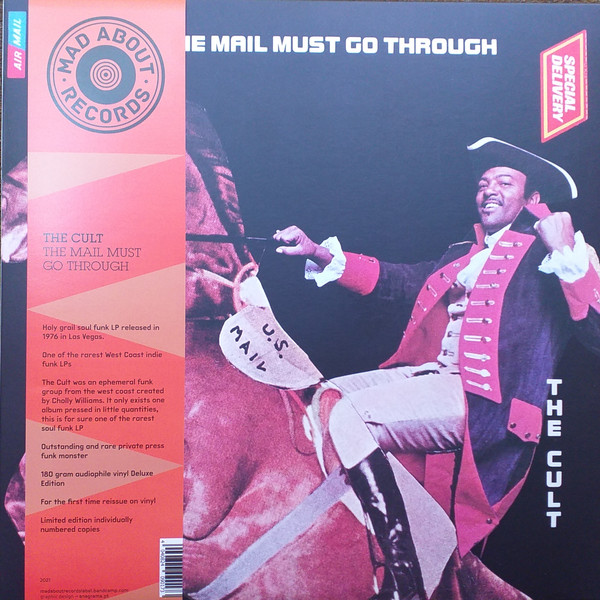 AIR MAIL
MAD ABOUT
RECORDS
HE MAIL MUST GO THROUGH
SPECIAL
DELIVERY
THE CULT
THE MAIL MUST
GO THROUGH
Holy grail soul funk LP released in
1976 in Las Vegas.
One of the rarest West Coast indie
funk LPs
The Cult was an ephemeral funk
group from the west coast created
by Cholly Williams. It only exists one
album pressed in little quantities,
this is for sure one of the rarest
soul funk LP
Outstanding and rare private press
funk monster
180 gram audiophile vinyl Deluxe
Edition
For the first time reissue on vinyl
Limited edition individually
numbered copies
2021
madaboutrecordslabel.bandcamp.com
U.S.
MAIL
THE CULT